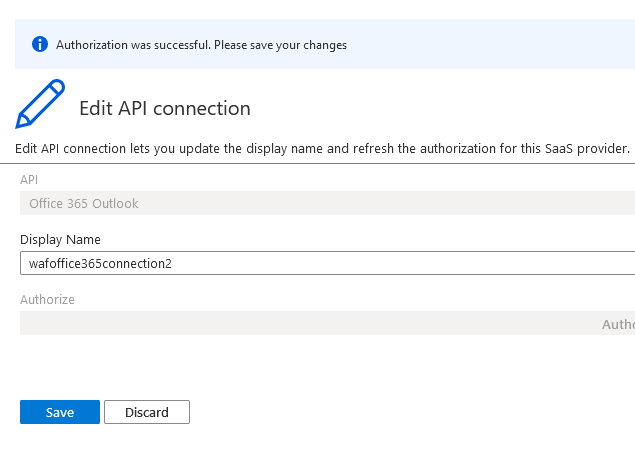 Authorization was successful. Please save your changes
Edit API connection
Edit API connection lets you update the display name and refresh the authorization for this SaaS provider.
API
Office 365 Outlook
Display Name
wafoffice365connection2
Authorize
Autho
Save Discard